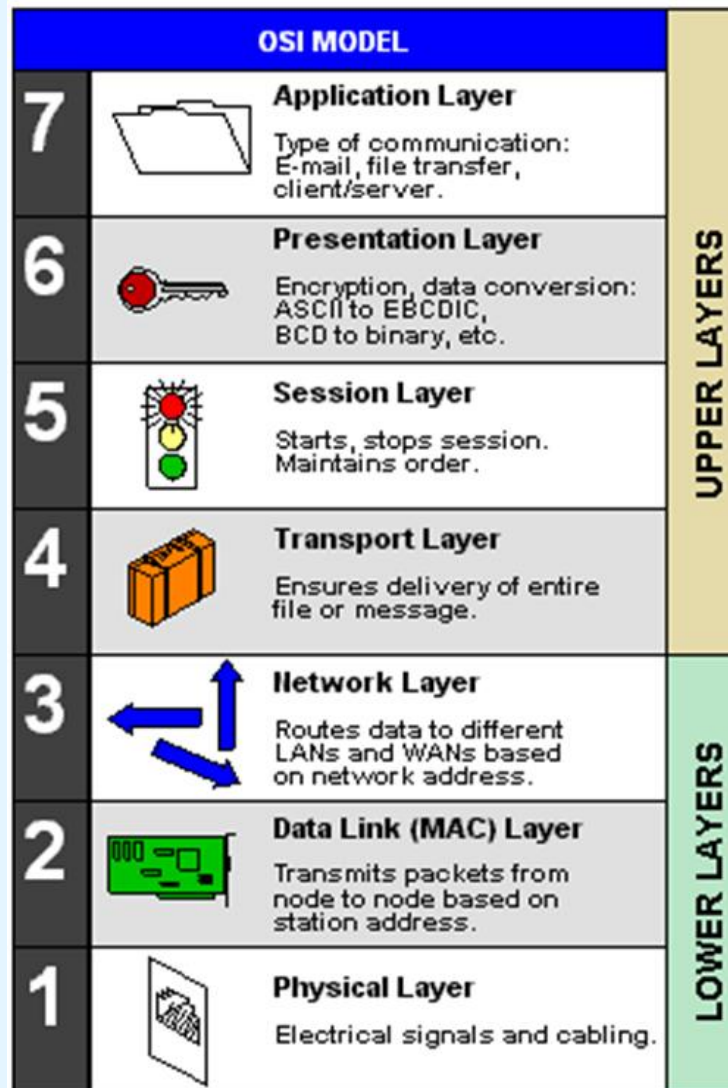 OSI MODEL
7
Application Layer
Type of communication:
E-mail, file transfer,
client/server.
6
Presentation Layer
Encryption, data conversion:
ASCII to EBCDIC,
BCD to binary, etc.
5
Session Layer
Starts, stops session.
Maintains order.
4
Transport Layer
Ensures delivery of entire
file or message.
UPPER LAYERS
3
Network Layer
Routes data to different
LANs and WANs based
on network address.
2
Data Link (MAC) Layer
Transmits packets from
node to node based on
station address.
1
Physical Layer
Electrical signals and cabling.
LOWER LAYERS